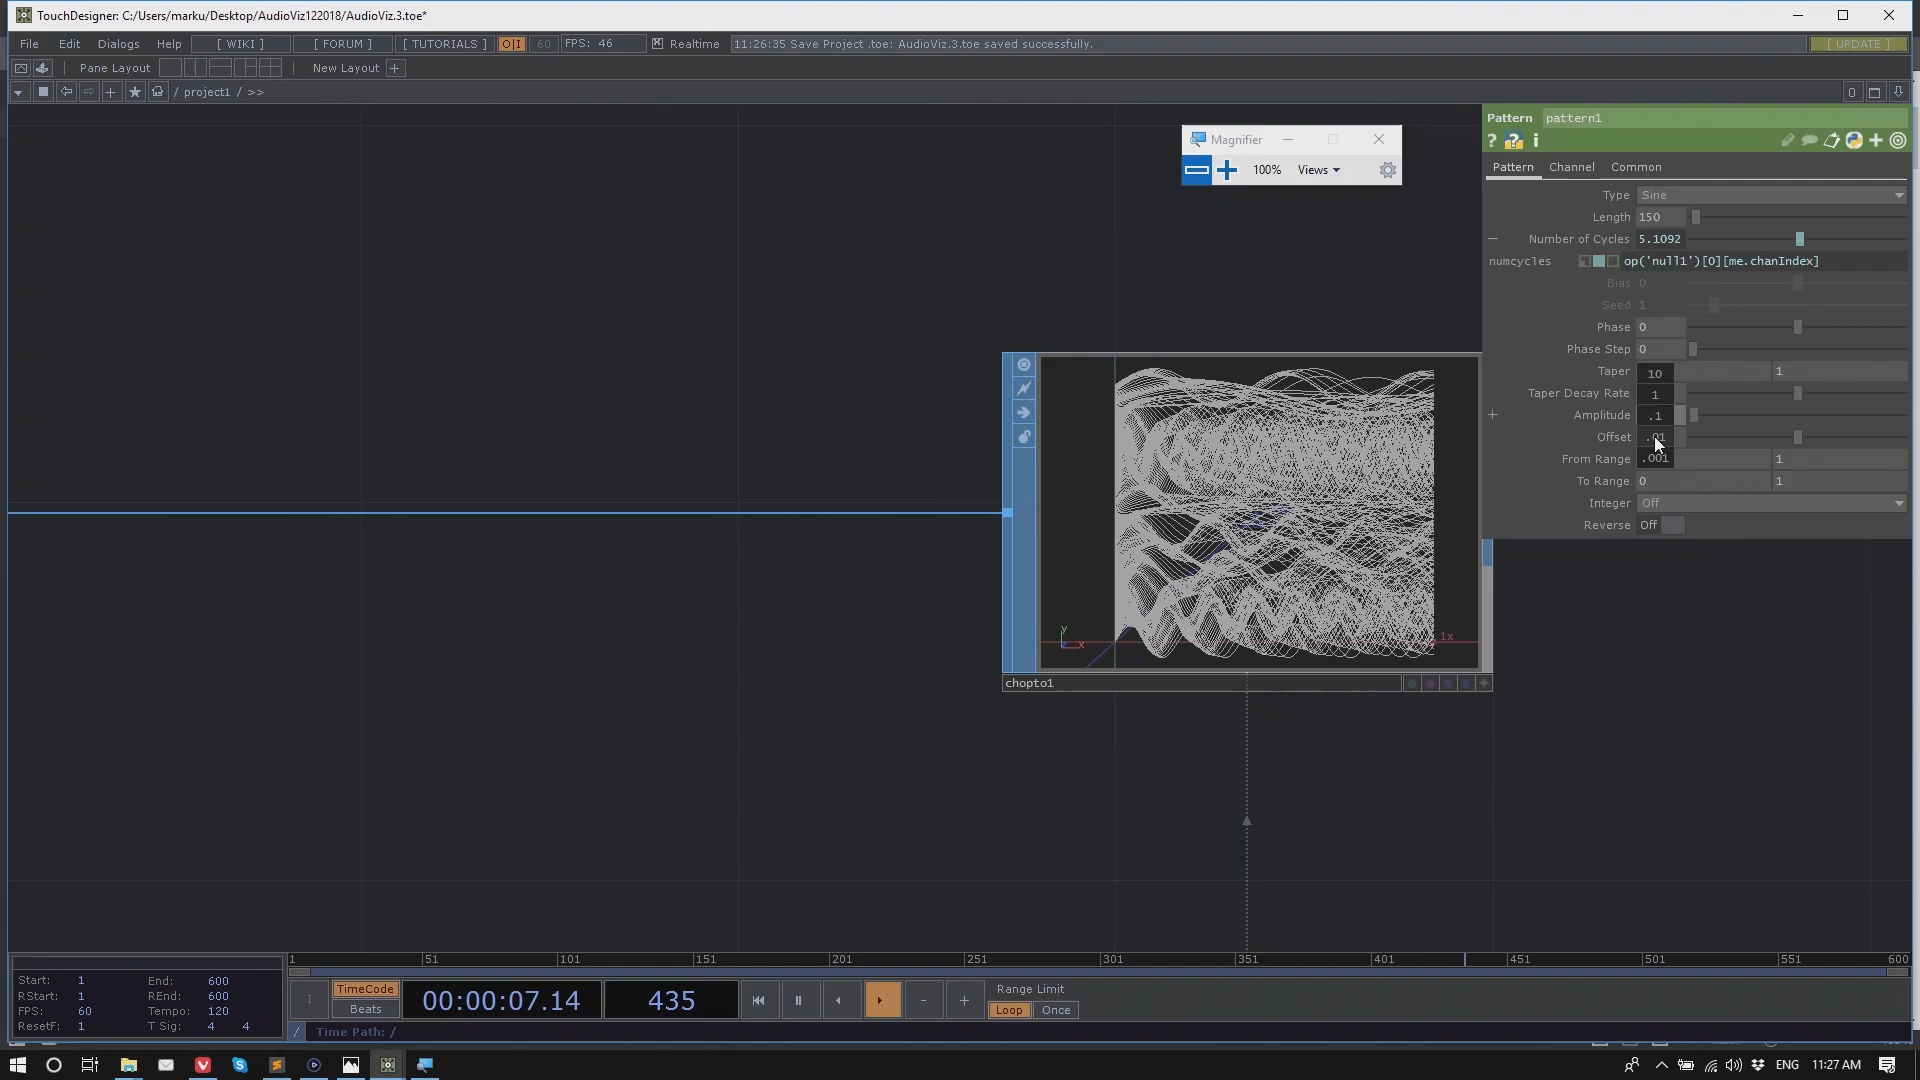 TouchDesigner: C:/Users/marku/Desktop/AudioViz122018/AudioViz.3.toe*
File Edit Dialogs Help [ WIKI ] [ FORUM ] [ TUTORIALS ] O|I 60 FPS: 46 Realtime 11:26:35 Save Project .toe: AudioViz.3.toe saved successfully. [ UPDATE ]
Pane Layout New Layout +
/ project1 / >> 0
Pattern pattern1
Magnifier
100% Views
Pattern Channel Common
Type Sine
Length 150
Number of Cycles 5.1092
numcycles op('null1')[0][me.chanIndex]
Bias 0
Seed 1
Phase 0
Phase Step 0
Taper 10 1
Taper Decay Rate 1
Amplitude .1
Offset .01
.001
From Range 1
To Range 0 1
Integer Off
Reverse Off
y
x
1x
chopto1
1 51 101 151 201 251 301 351 401 451 501 551 600
Start: 1 End: 600
RStart: 1 REnd: 600
FPS: 60 Tempo: 120
ResetF: 1 T Sig: 4 4
TimeCode
Beats
00:00:07.14
435
Range Limit
Loop Once
/ Time Path: /
ENG 11:27 AM